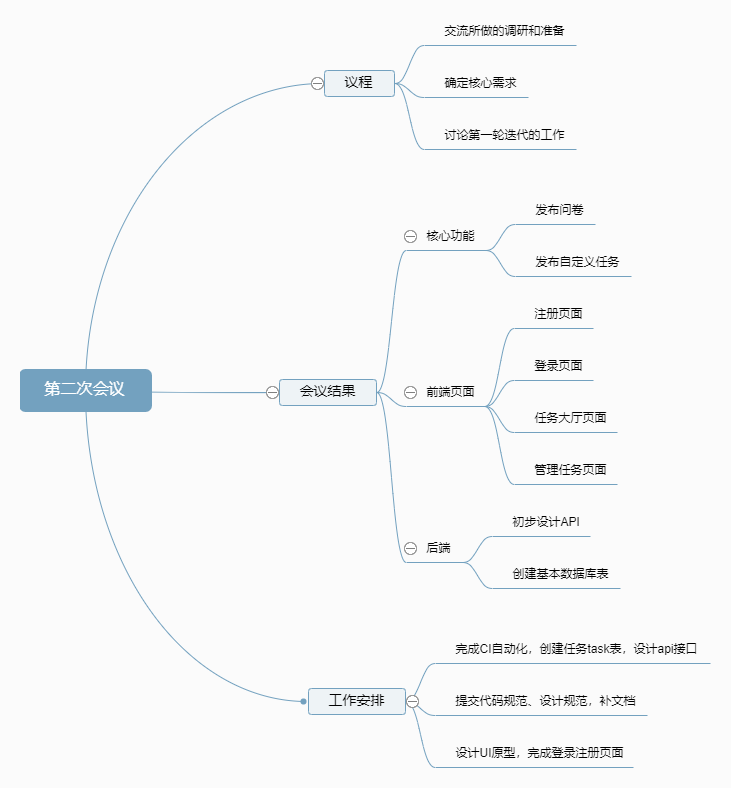 第二次会议
议程
交流所做的调研和准备
确定核心需求
讨论第一轮迭代的工作
会议结果
核心功能
发布问卷
发布自定义任务
前端页面
注册页面
登录页面
任务大厅页面
管理任务页面
后端
初步设计API
创建基本数据库表
工作安排
完成CI自动化，创建任务task表，设计api接口
提交代码规范、设计规范，补文档
设计UI原型，完成登录注册页面